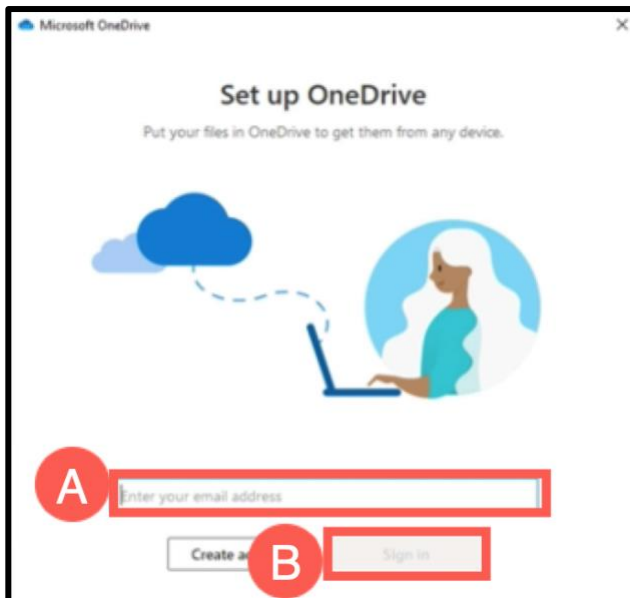 Microsoft OneDrive
Set up OneDrive
Put your files in OneDrive to get them from any device.
A
Enter your email address
Create
B
Sign in